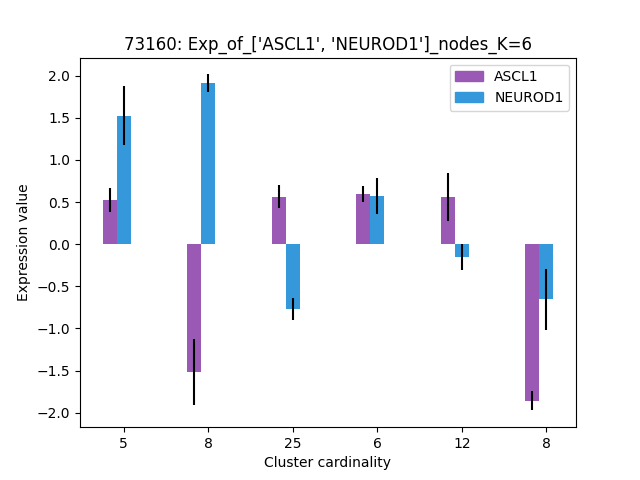 73160: Exp_of_['ASCL1', 'NEUROD1']_nodes_K=6
ASCL1
NEUROD1
2.0
1.5
1.0
0.5
0.0
−0.5
−1.0
−1.5
−2.0
Expression value
5 8 25 6 12 8
Cluster cardinality